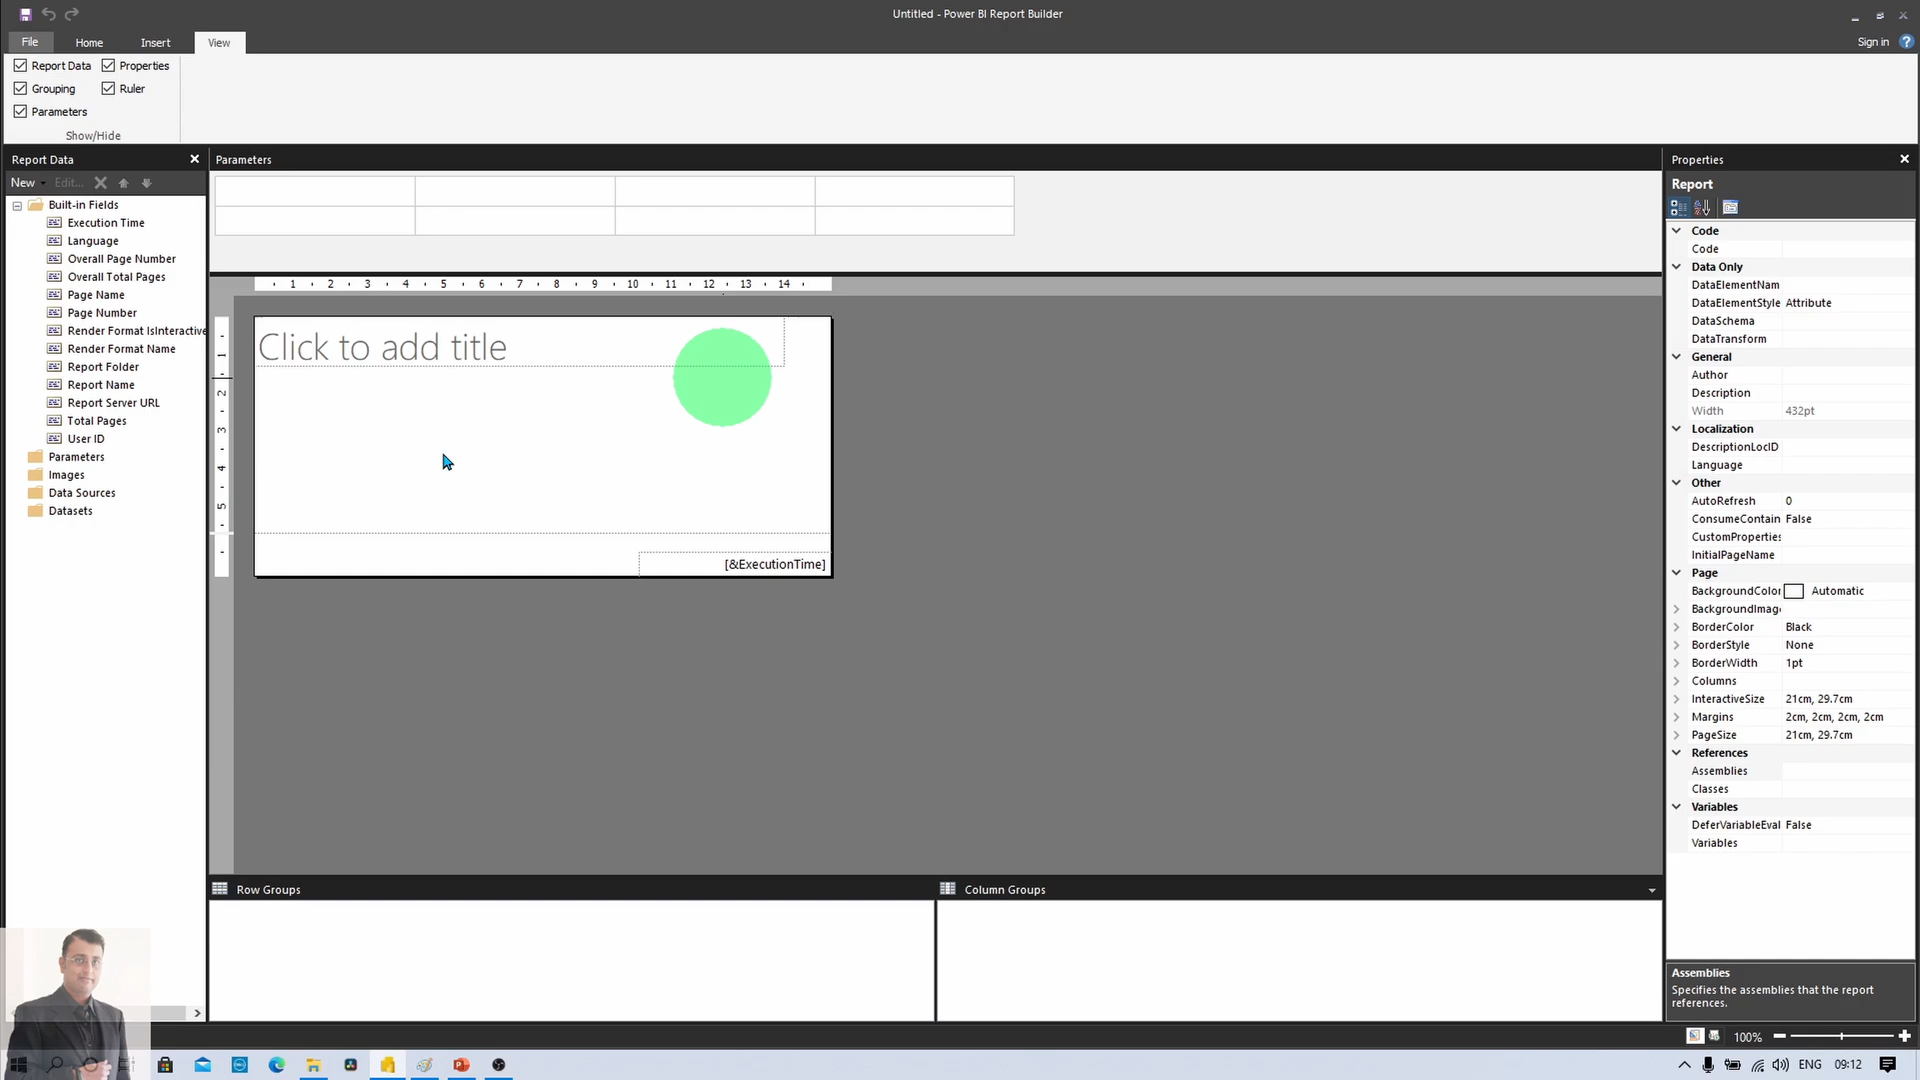 Untitled - Power BI Report Builder
File Home Insert View
Sign in
Report Data Properties
Grouping Ruler
Parameters
Show/Hide
Report Data
New Edit...
Built-in Fields
Execution Time
Language
Overall Page Number
Overall Total Pages
Page Name
Page Number
Render Format IsInteractive
Render Format Name
Report Folder
Report Name
Report Server URL
Total Pages
User ID
Parameters
Images
Data Sources
Datasets
Parameters
1 2 3 4 5 6 7 8 9 10 11 12 13 14
1
2
3
4
5
Click to add title
[&ExecutionTime]
Row Groups
Column Groups
Properties
Report
Code
Code
Data Only
DataElementNam
DataElementStyle Attribute
DataSchema
DataTransform
General
Author
Description
Width 432pt
Localization
DescriptionLocID
Language
Other
AutoRefresh 0
ConsumeContain False
CustomProperties
InitialPageName
Page
BackgroundColor Automatic
BackgroundImage
BorderColor Black
BorderStyle None
BorderWidth 1pt
Columns
InteractiveSize 21cm, 29.7cm
Margins 2cm, 2cm, 2cm, 2cm
PageSize 21cm, 29.7cm
References
Assemblies
Classes
Variables
DeferVariableEval False
Variables
Assemblies
Specifies the assemblies that the report
references.
100%
ENG 09:12